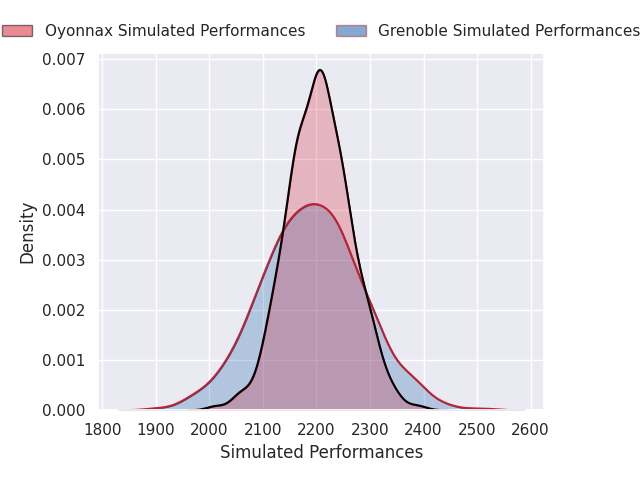 Oyonnax Simulated Performances Grenoble Simulated Performances
0.007
0.006
0.005
0.004
0.003
0.002
0.001
0.000
Density
1800 1900 2000 2100 2200 2300 2400 2500 2600
Simulated Performances